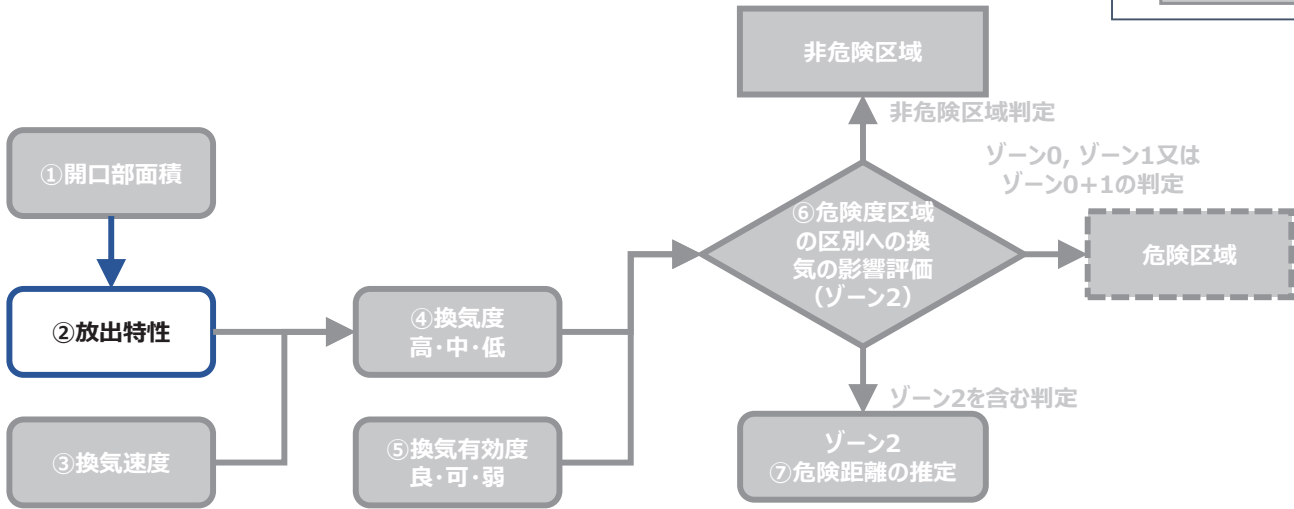 非危険区域
非危険区域判定
ゾーン0, ゾーン1又は
ゾーン0+1の判定
①開口部面積
⑥危険度区域
の区別への換
気の影響評価
（ゾーン2）
危険区域
②放出特性
④換気度
高・中・低
ゾーン2を含む判定
③換気速度
⑤換気有効度
良・可・弱
ゾーン2
⑦危険距離の推定